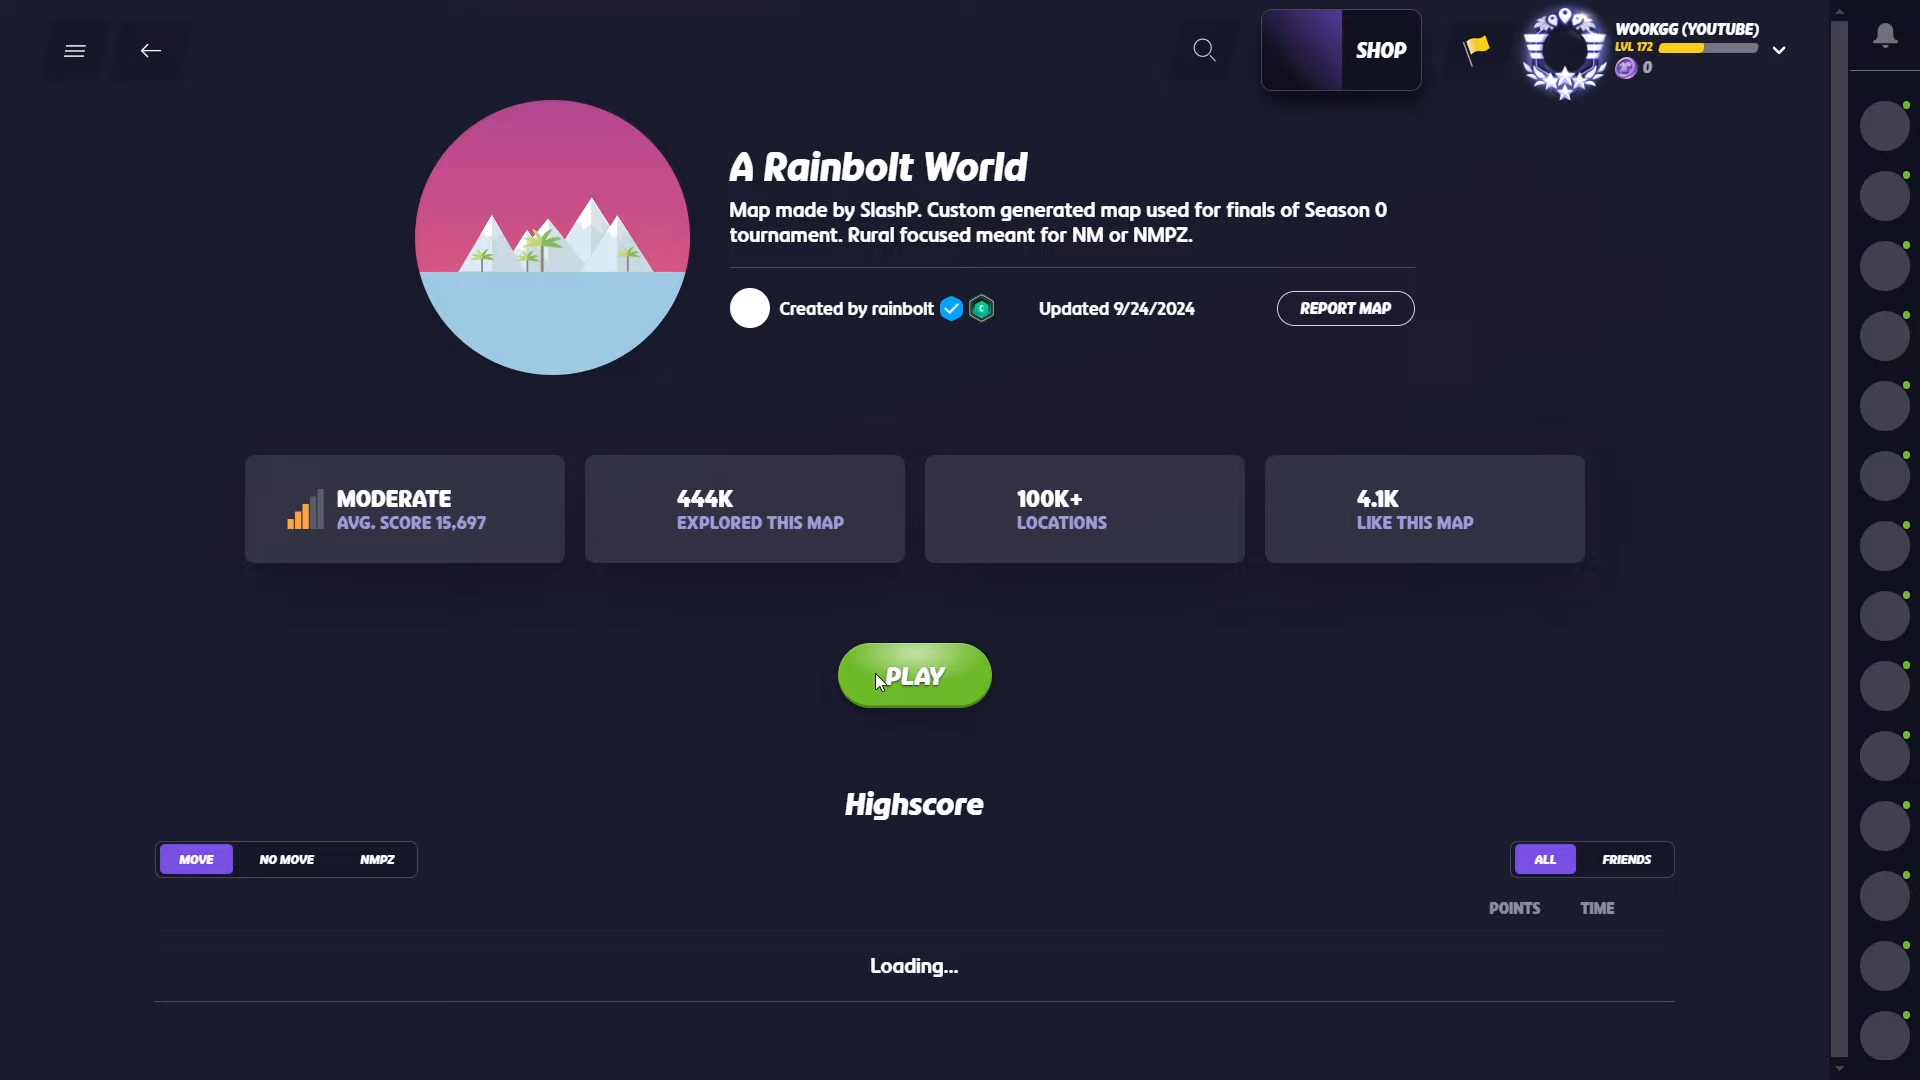 SHOP
WOOKGG (YOUTUBE)
LVL 172
0
A Rainbolt World
Map made by SlashP. Custom generated map used for finals of Season 0
tournament. Rural focused meant for NM or NMPZ.
Created by rainbolt
Updated 9/24/2024
REPORT MAP
MODERATE
AVG. SCORE 15,697
444K
EXPLORED THIS MAP
100K+
LOCATIONS
4.1K
LIKE THIS MAP
PLAY
Highscore
MOVE
NO MOVE
NMPZ
ALL
FRIENDS
POINTS
TIME
Loading...